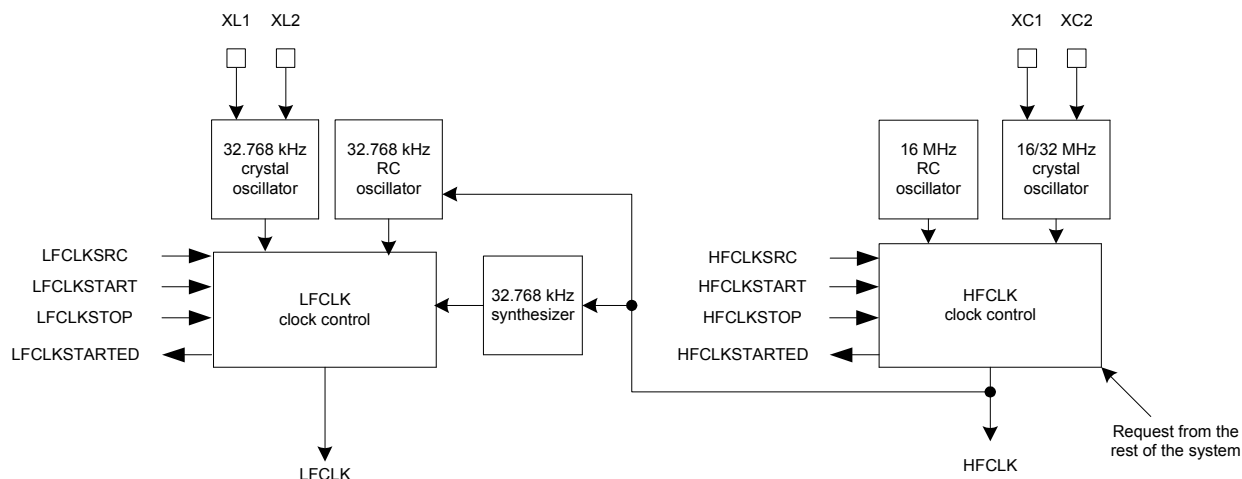 XL1 XL2 XC1 XC2
32.768 kHz
crystal
oscillator
32.768 kHz
RC
oscillator
16 MHz
RC
oscillator
16/32 MHz
crystal
oscillator
LFCLKSRC
LFCLKSTART
LFCLKSTOP
LFCLKSTARTED
LFCLK
clock control
32.768 kHz
synthesizer
HFCLKSRC
HFCLKSTART
HFCLKSTOP
HFCLKSTARTED
HFCLK
clock control
Request from the
rest of the system
LFCLK
HFCLK